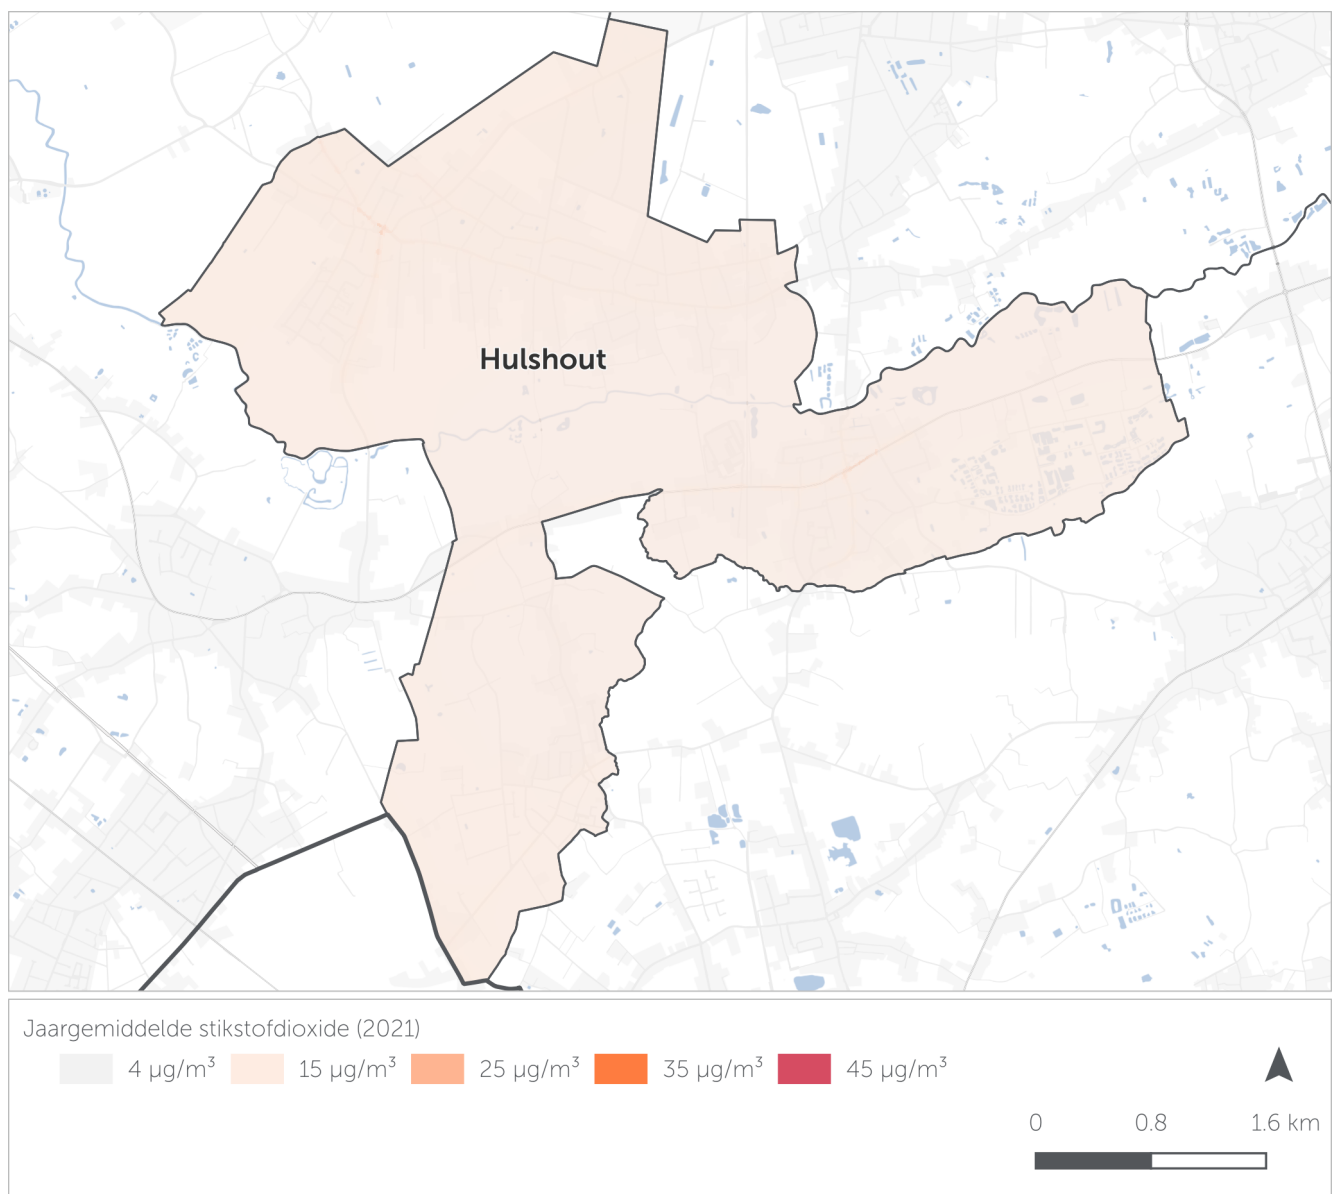 Hulshout
Jaargemiddelde stikstofdioxide (2021)
4 µg/m³ 15 µg/m³ 25 µg/m³ 35 µg/m³ 45 µg/m³
0 0.8 1.6 km